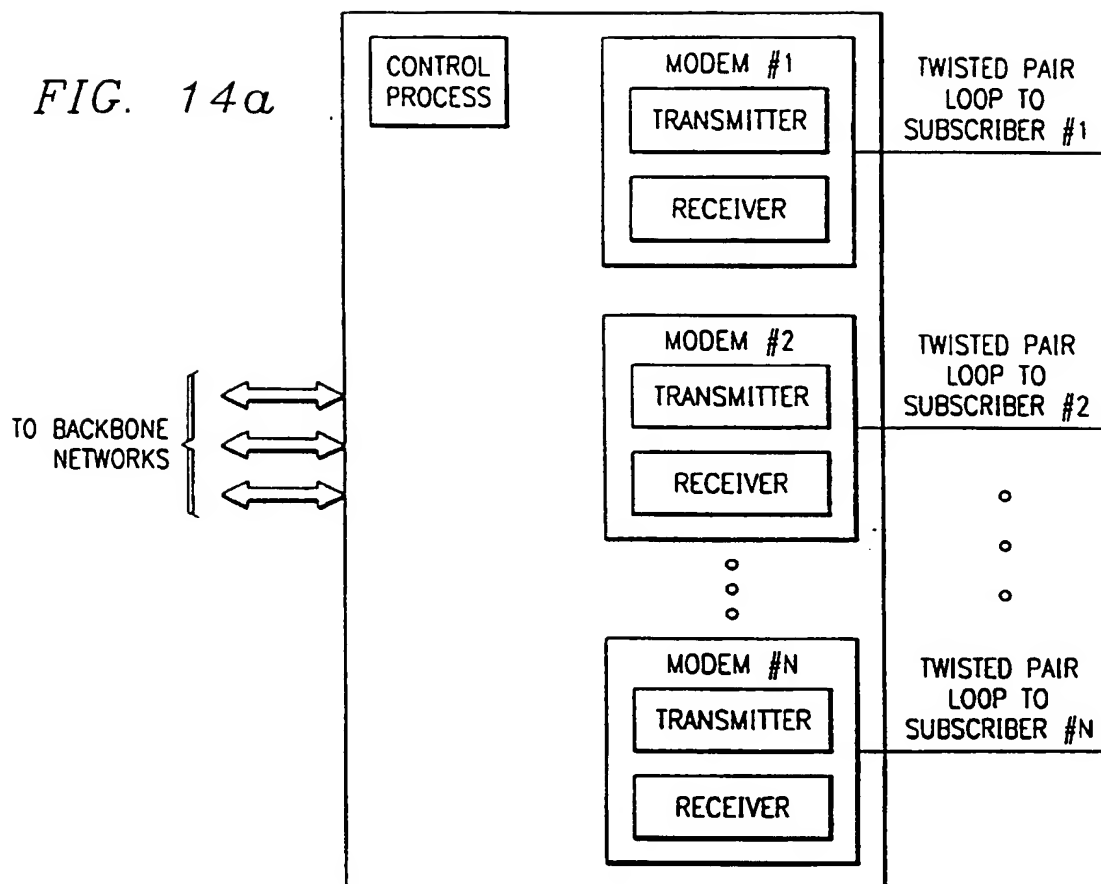 FIG. 14a
CONTROL
PROCESS
MODEM #1
TRANSMITTER
RECEIVER
TWISTED PAIR
LOOP TO
SUBSCRIBER #1
MODEM #2
TRANSMITTER
RECEIVER
TWISTED PAIR
LOOP TO
SUBSCRIBER #2
TO BACKBONE
NETWORKS
MODEM #N
TRANSMITTER
RECEIVER
TWISTED PAIR
LOOP TO
SUBSCRIBER #N